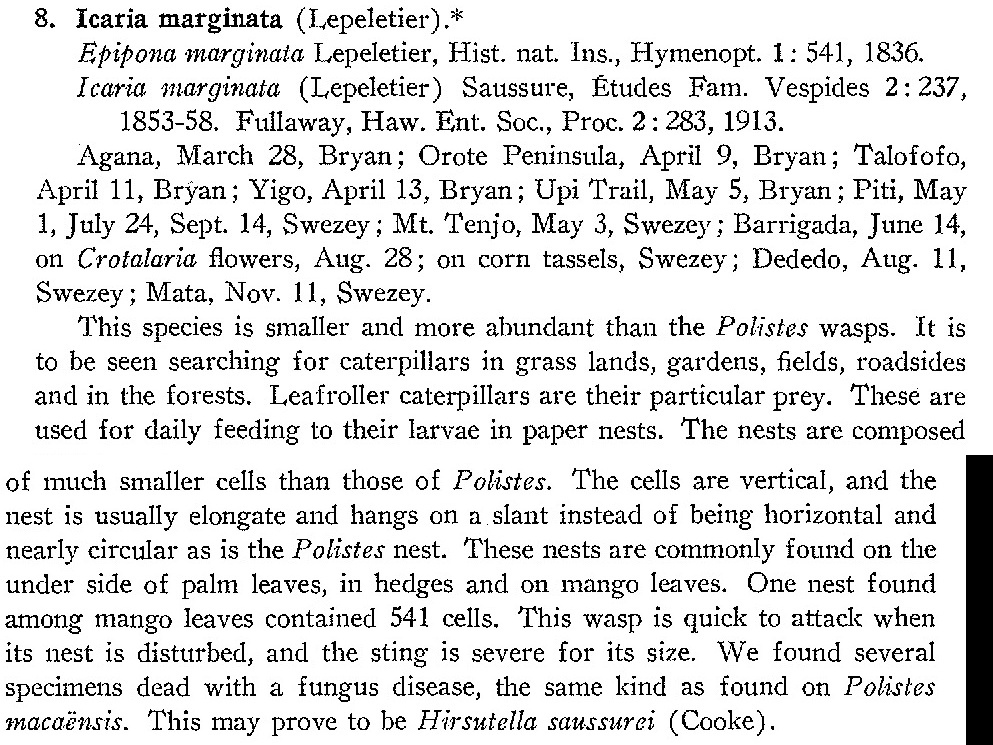 8. Icaria marginata (Lepeletier).*
Epipona marginata Lepeletier, Hist. nat. Ins., Hymenopt. 1: 541, 1836.
Icaria marginata (Lepeletier) Saussure, Études Fam. Vespides 2: 237,
1853-58. Fullaway, Haw. Ent. Soc., Proc. 2: 283, 1913.
Agana, March 28, Bryan; Orote Peninsula, April 9, Bryan; Talofofo,
April 11, Bryan; Yigo, April 13, Bryan; Upi Trail, May 5, Bryan; Piti, May
1, July 24, Sept. 14, Swezey; Mt. Tenjo, May 3, Swezey; Barrigada, June 14,
on Crotalaria flowers, Aug. 28; on corn tassels, Swezey; Dededo, Aug. 11,
Swezey; Mata, Nov. 11, Swezey.
This species is smaller and more abundant than the Polistes wasps. It is
to be seen searching for caterpillars in grass lands, gardens, fields, roadsides
and in the forests. Leafroller caterpillars are their particular prey. These are
used for daily feeding to their larvae in paper nests. The nests are composed
of much smaller cells than those of Polistes. The cells are vertical, and the
nest is usually elongate and hangs on a slant instead of being horizontal and
nearly circular as is the Polistes nest. These nests are commonly found on the
under side of palm leaves, in hedges and on mango leaves. One nest found
among mango leaves contained 541 cells. This wasp is quick to attack when
its nest is disturbed, and the sting is severe for its size. We found several
specimens dead with a fungus disease, the same kind as found on Polistes
macaënsis. This may prove to be Hirsutella saussurei (Cooke).